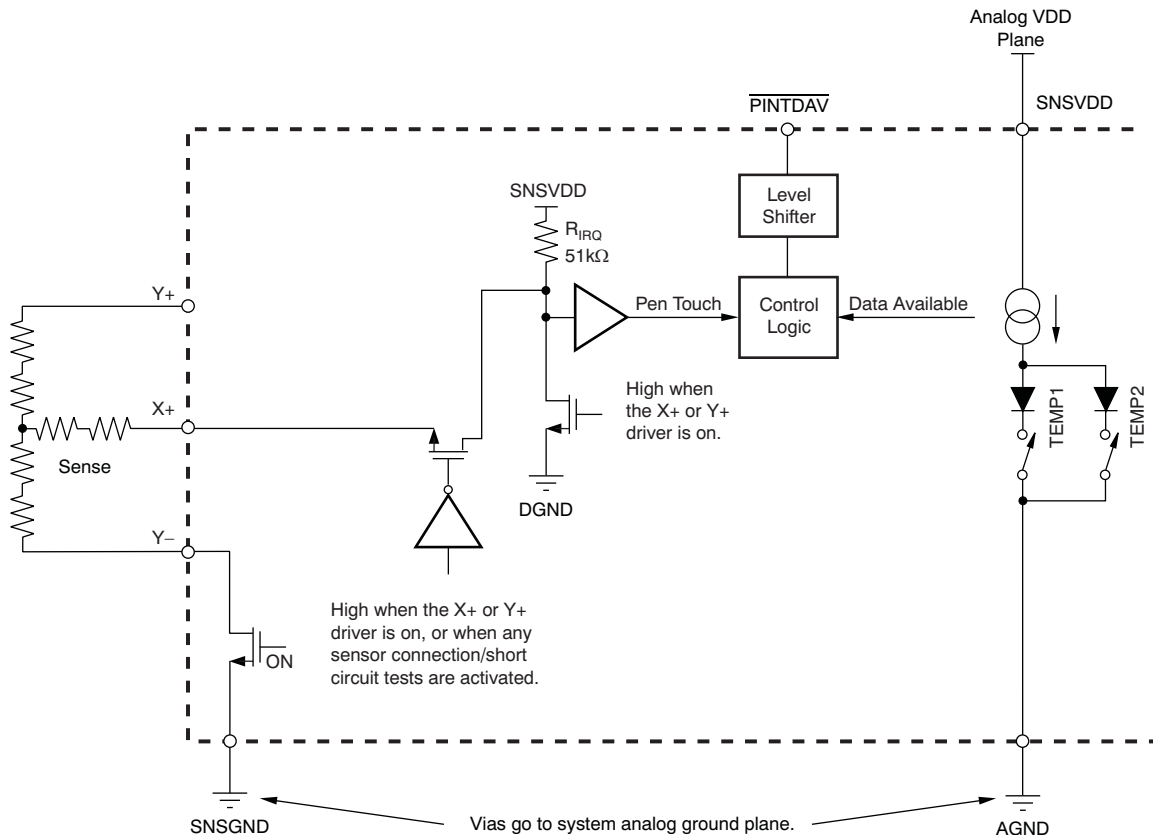 Analog VDD
Plane
PINTDAV
SNSVDD
SNSVDD
Level
Shifter
RIRQ
51kΩ
Y+
Pen Touch
Control
Logic
Data Available
High when
the X+ or Y+
driver is on.
TEMP1
TEMP2
X+
Sense
DGND
Y–
High when the X+ or Y+
driver is on, or when any
sensor connection/short
circuit tests are activated.
ON
SNSGND
Vias go to system analog ground plane.
AGND